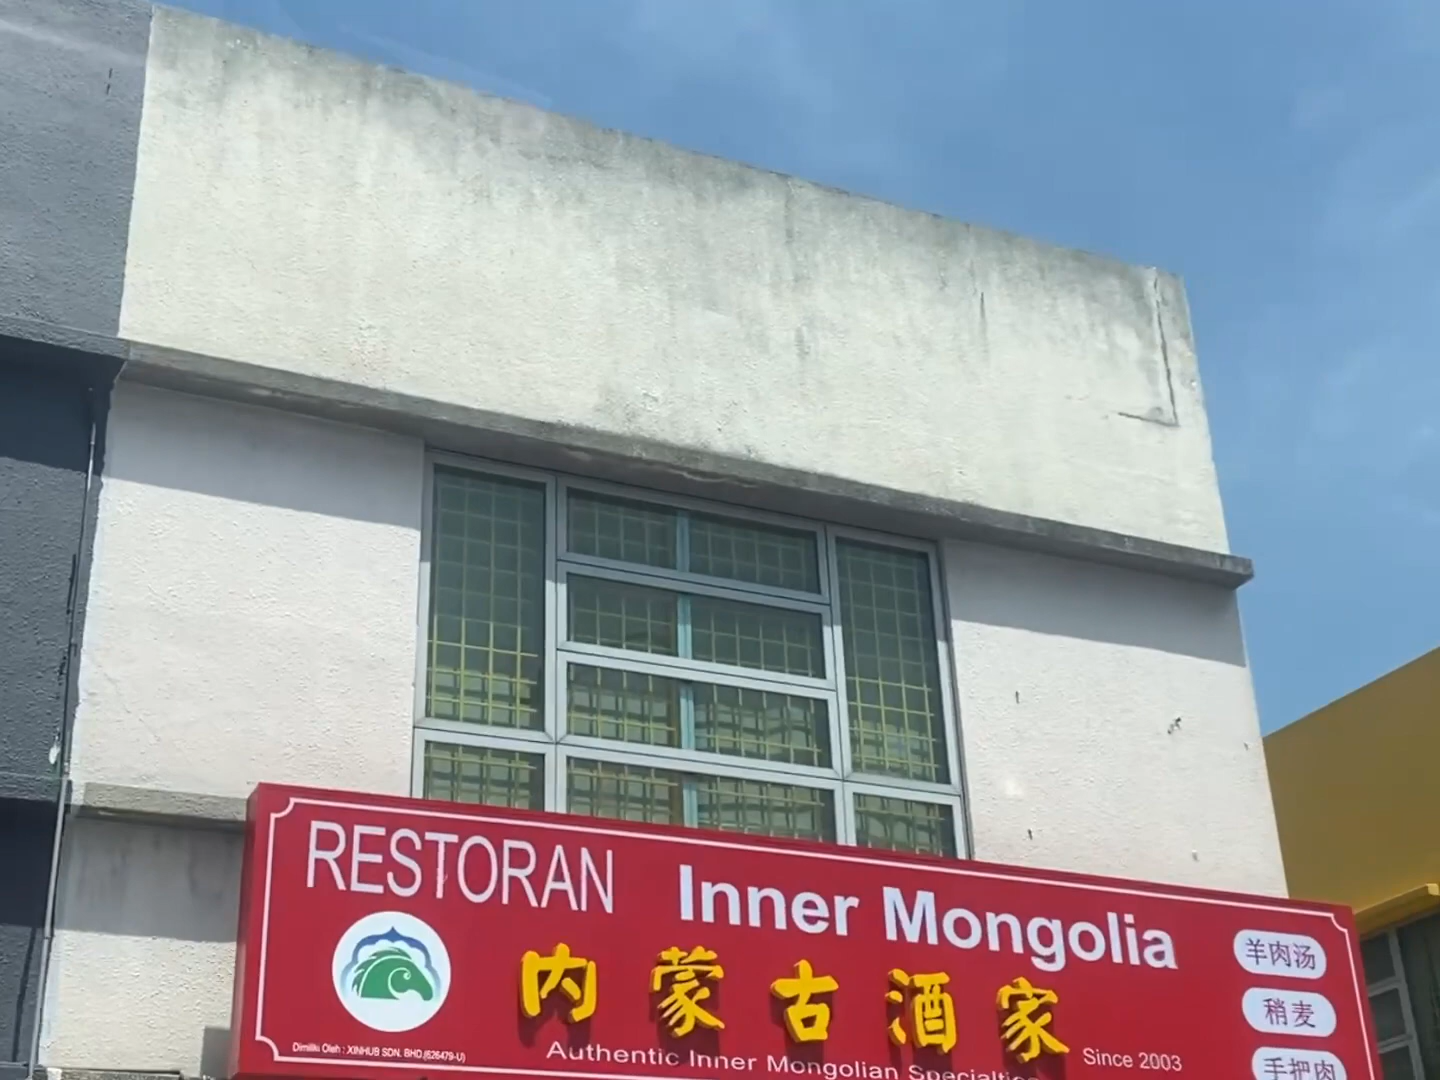 RESTORAN Inner Mongolia
内蒙古酒家
羊肉汤
稍麦
手把肉
Dimiliki Oleh : XINHUB SDN. BHD.(626479-U)
Authentic Inner Mongolian Specialties
Since 2003